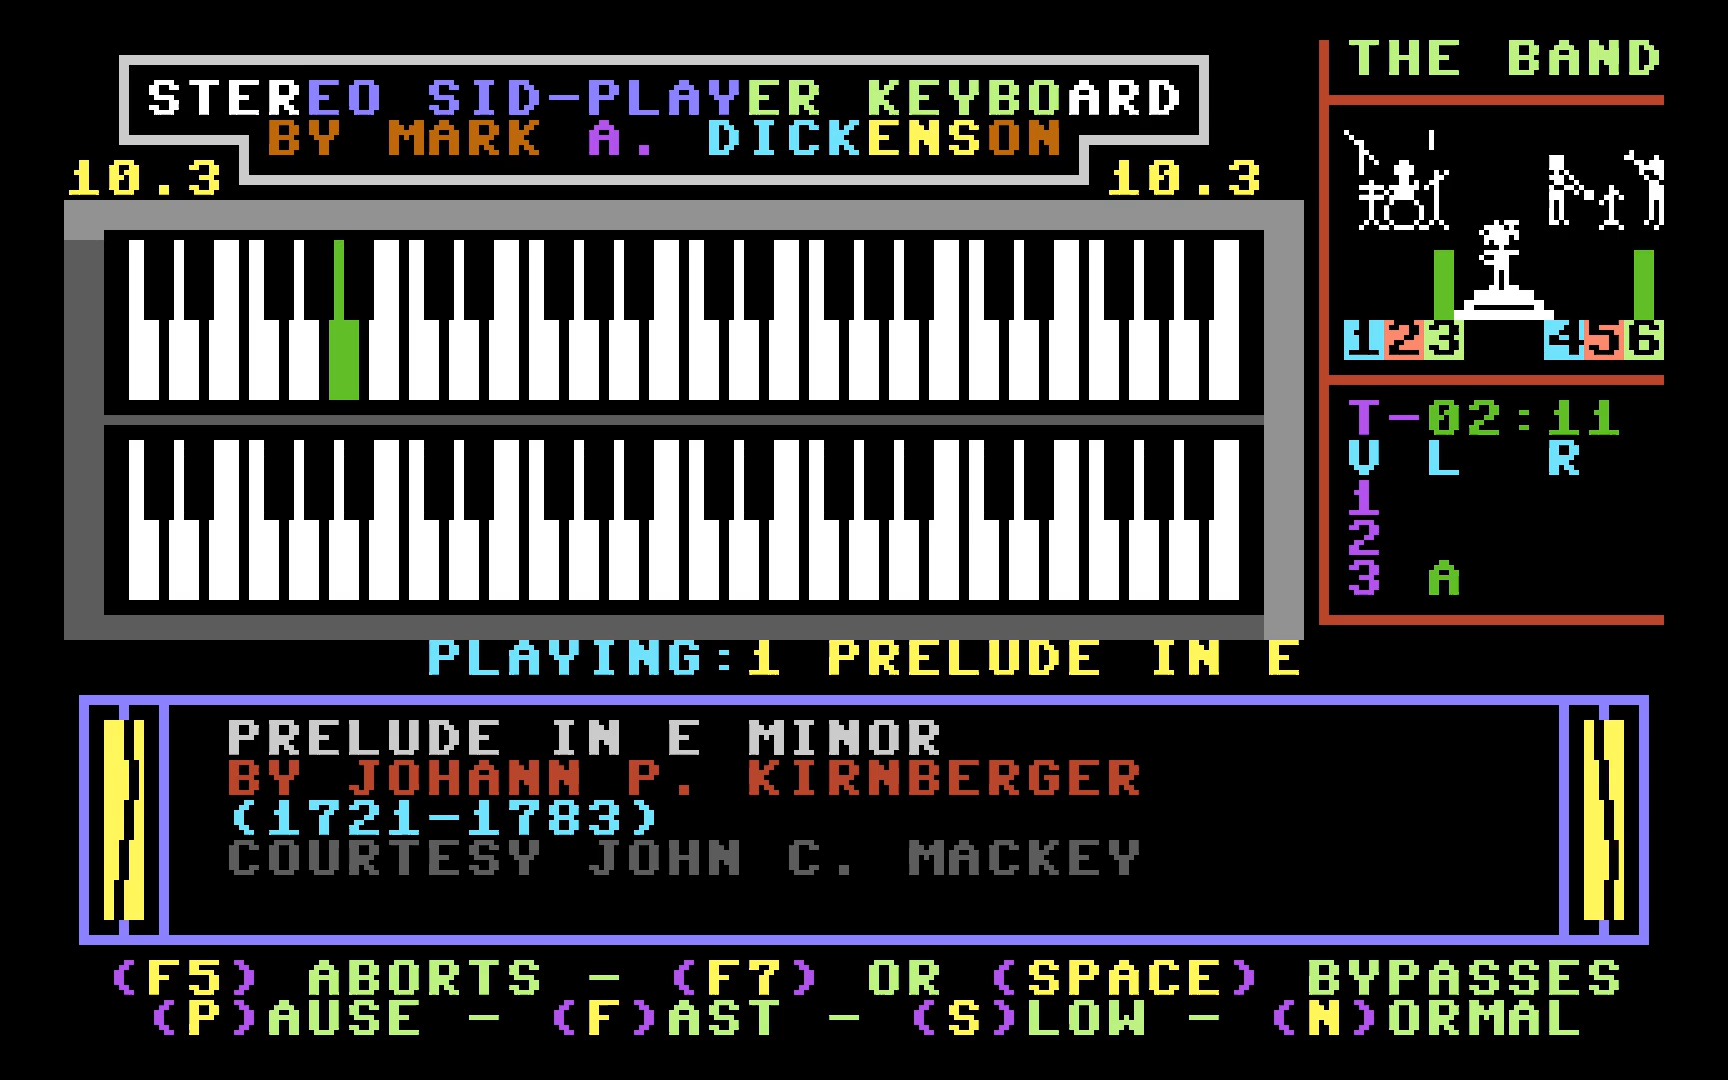 STEREO SID-PLAYER KEYBOARD
BY MARK A. DICKENSON
10.3 10.3
THE BAND
123 456
T-02:11
V L R
1
2
3 A
PLAYING:1 PRELUDE IN E
PRELUDE IN E MINOR
BY JOHANN P. KIRNBERGER
(1721-1783)
COURTESY JOHN C. MACKEY
(F5) ABORTS - (F7) OR (SPACE) BYPASSES
(P)AUSE - (F)AST - (S)LOW - (N)ORMAL